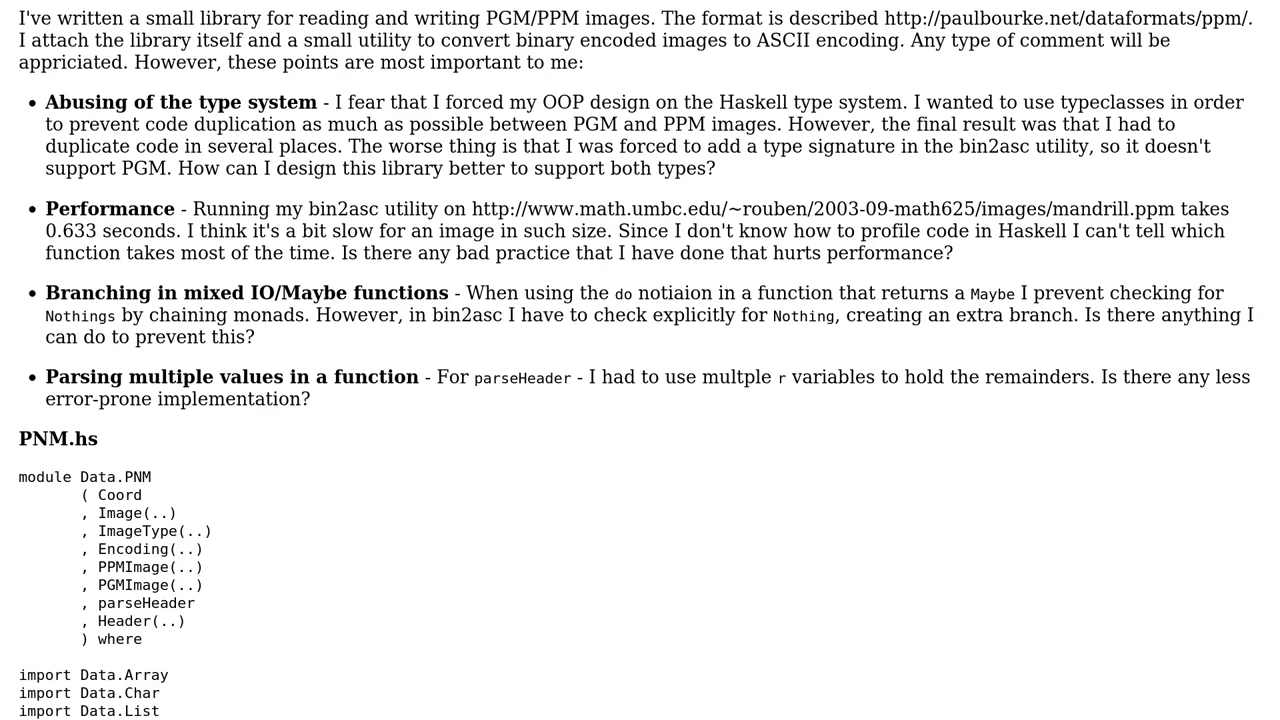 I've written a small library for reading and writing PGM/PPM images. The format is described http://paulbourke.net/dataformats/ppm/.
I attach the library itself and a small utility to convert binary encoded images to ASCII encoding. Any type of comment will be
appriciated. However, these points are most important to me:
• Abusing of the type system - I fear that I forced my OOP design on the Haskell type system. I wanted to use typeclasses in order
to prevent code duplication as much as possible between PGM and PPM images. However, the final result was that I had to
duplicate code in several places. The worse thing is that I was forced to add a type signature in the bin2asc utility, so it doesn't
support PGM. How can I design this library better to support both types?
• Performance - Running my bin2asc utility on http://www.math.umbc.edu/~rouben/2003-09-math625/images/mandrill.ppm takes
0.633 seconds. I think it's a bit slow for an image in such size. Since I don't know how to profile code in Haskell I can't tell which
function takes most of the time. Is there any bad practice that I have done that hurts performance?
• Branching in mixed IO/Maybe functions - When using the do notiaion in a function that returns a Maybe I prevent checking for
Nothings by chaining monads. However, in bin2asc I have to check explicitly for Nothing, creating an extra branch. Is there anything I
can do to prevent this?
• Parsing multiple values in a function - For parseHeader - I had to use multple r variables to hold the remainders. Is there any less
error-prone implementation?
PNM.hs
module Data.PNM
( Coord
, Image(..)
, ImageType(..)
, Encoding(..)
, PPMImage(..)
, PGMImage(..)
, parseHeader
, Header(..)
) where
import Data.Array
import Data.Char
import Data.List